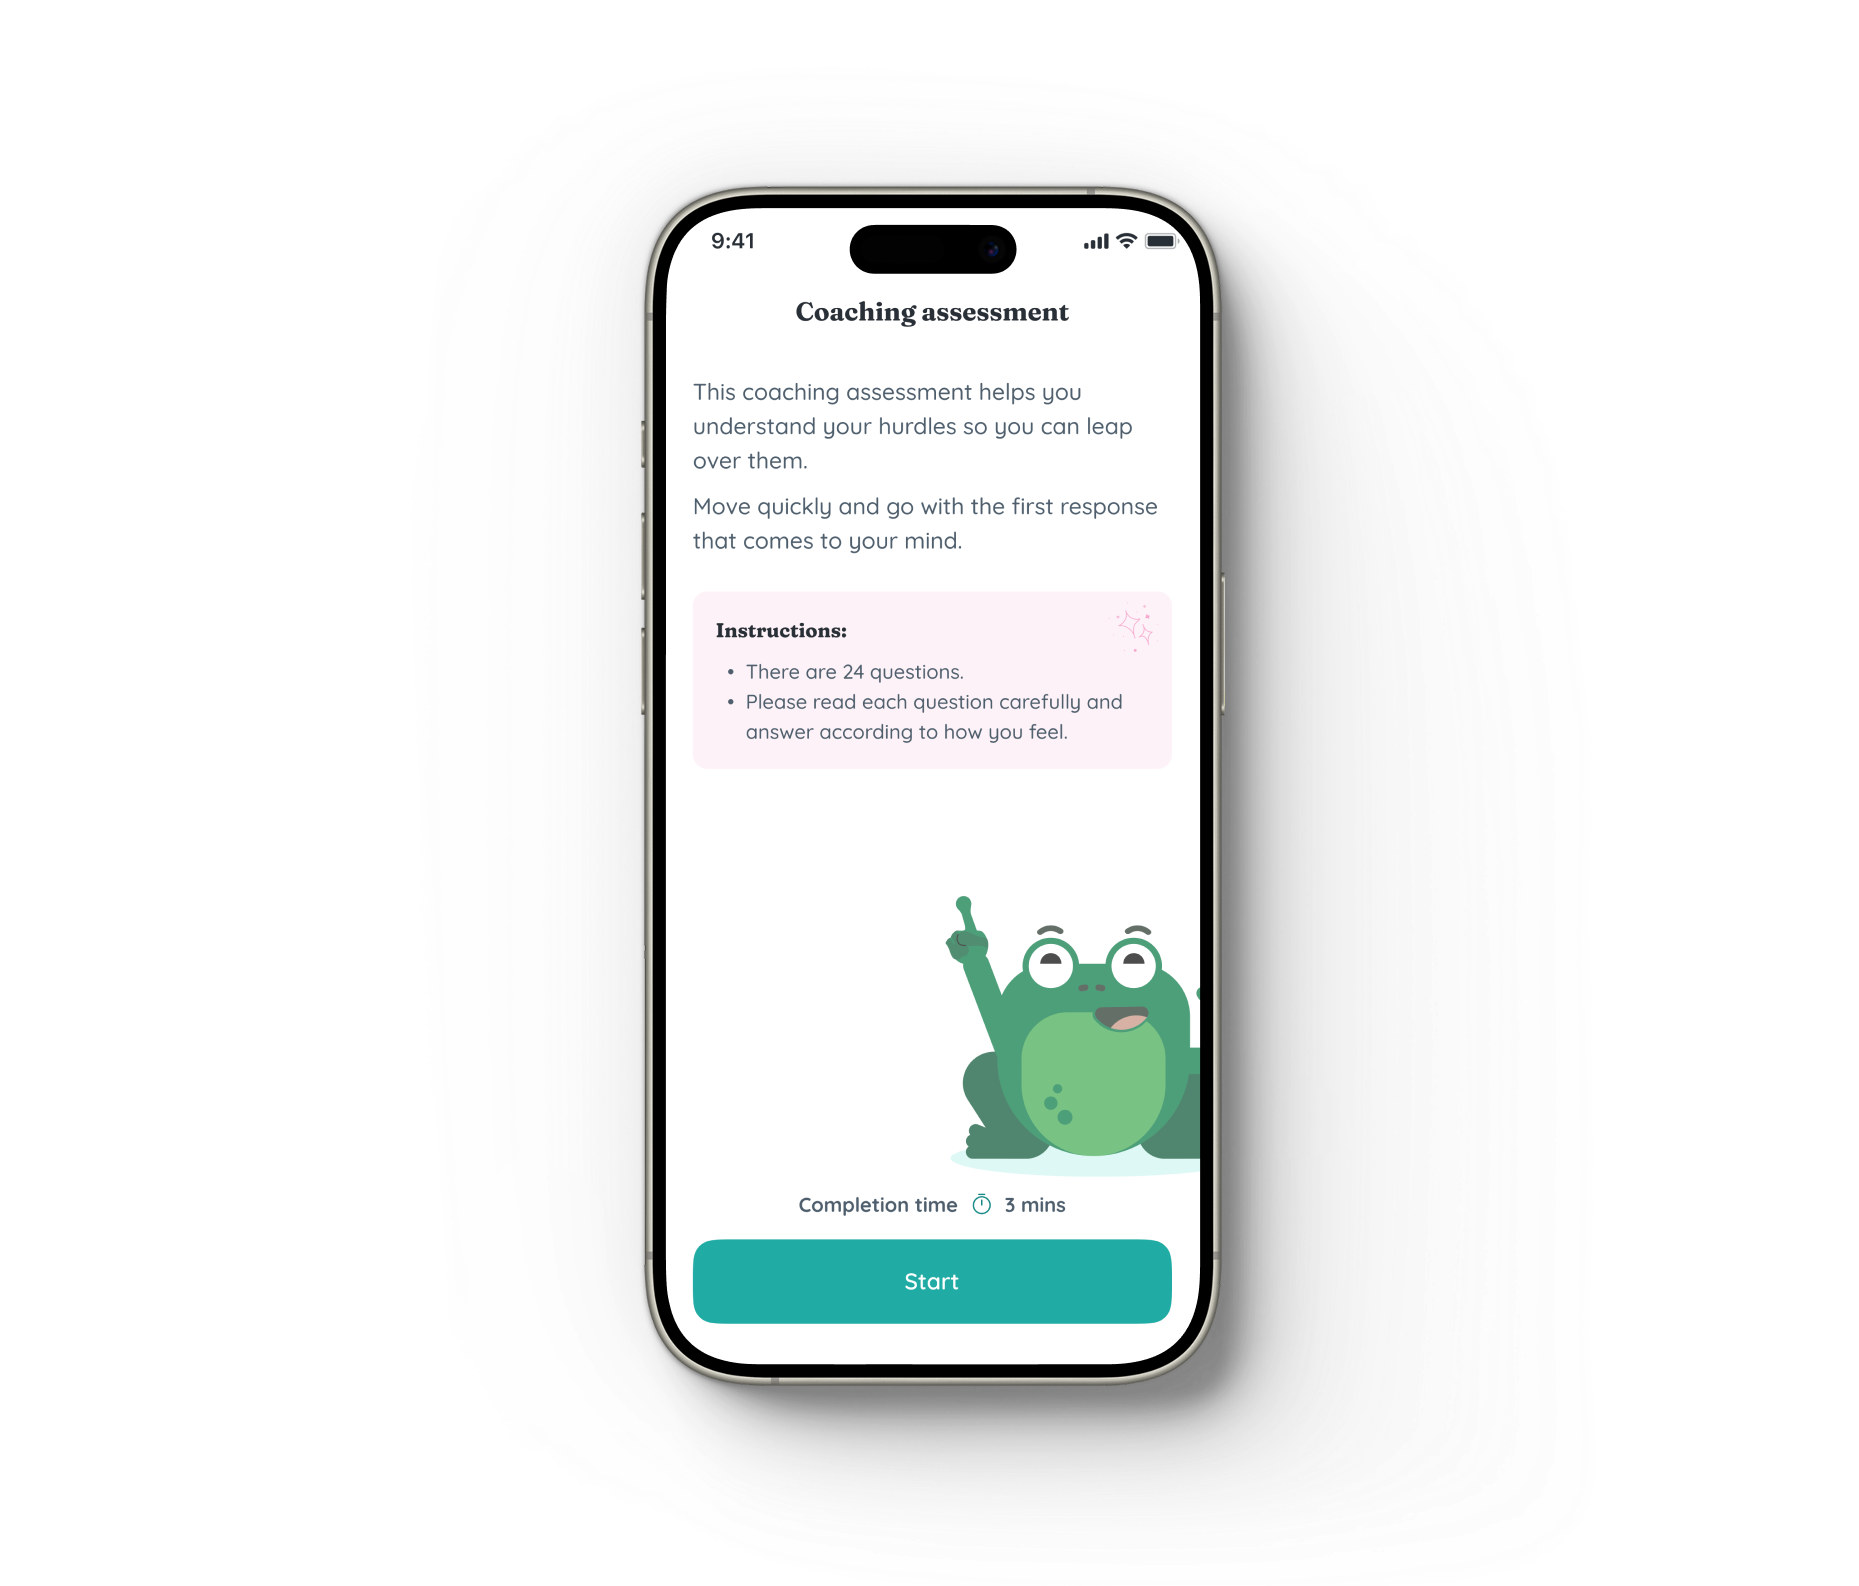 9:41
Coaching assessment
This coaching assessment helps you
understand your hurdles so you can leap
over them.
Move quickly and go with the first response
that comes to your mind.
Instructions:
• There are 24 questions.
• Please read each question carefully and
answer according to how you feel.
Completion time 3 mins
Start